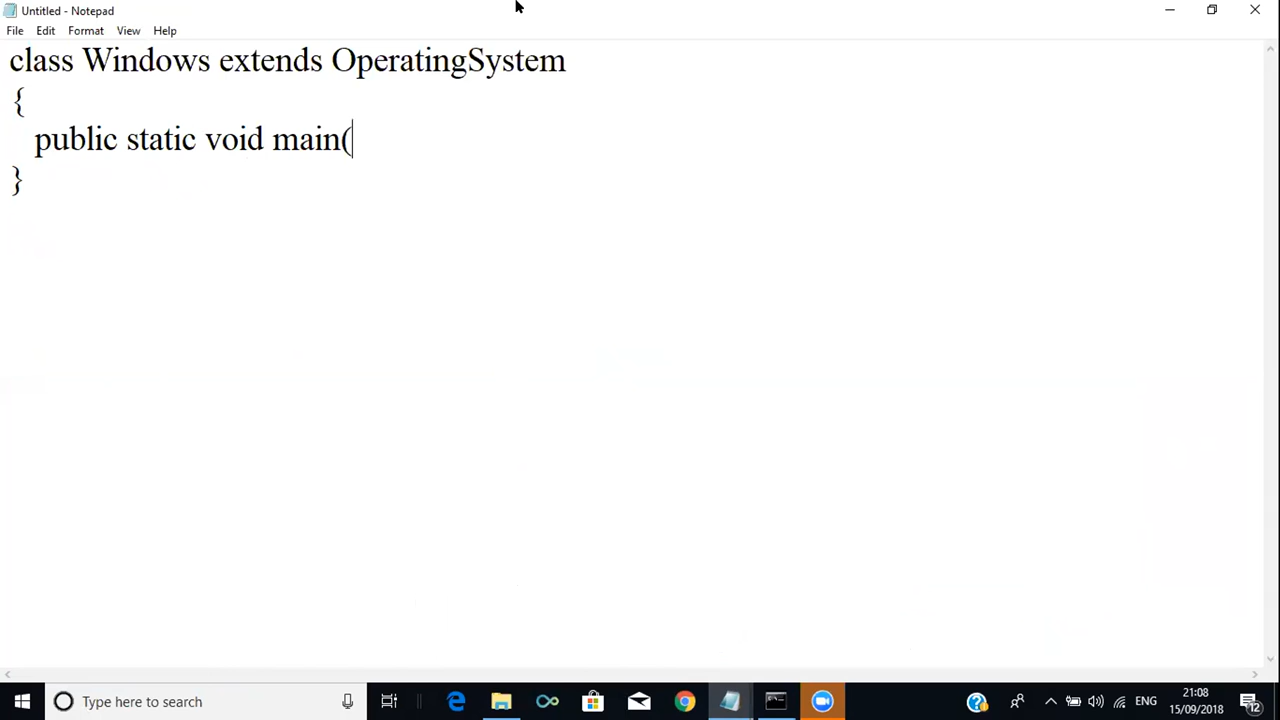 Untitled - Notepad
File Edit Format View Help
class Windows extends OperatingSystem
{
public static void main(
}
Type here to search
ENG
21:08
15/09/2018
12